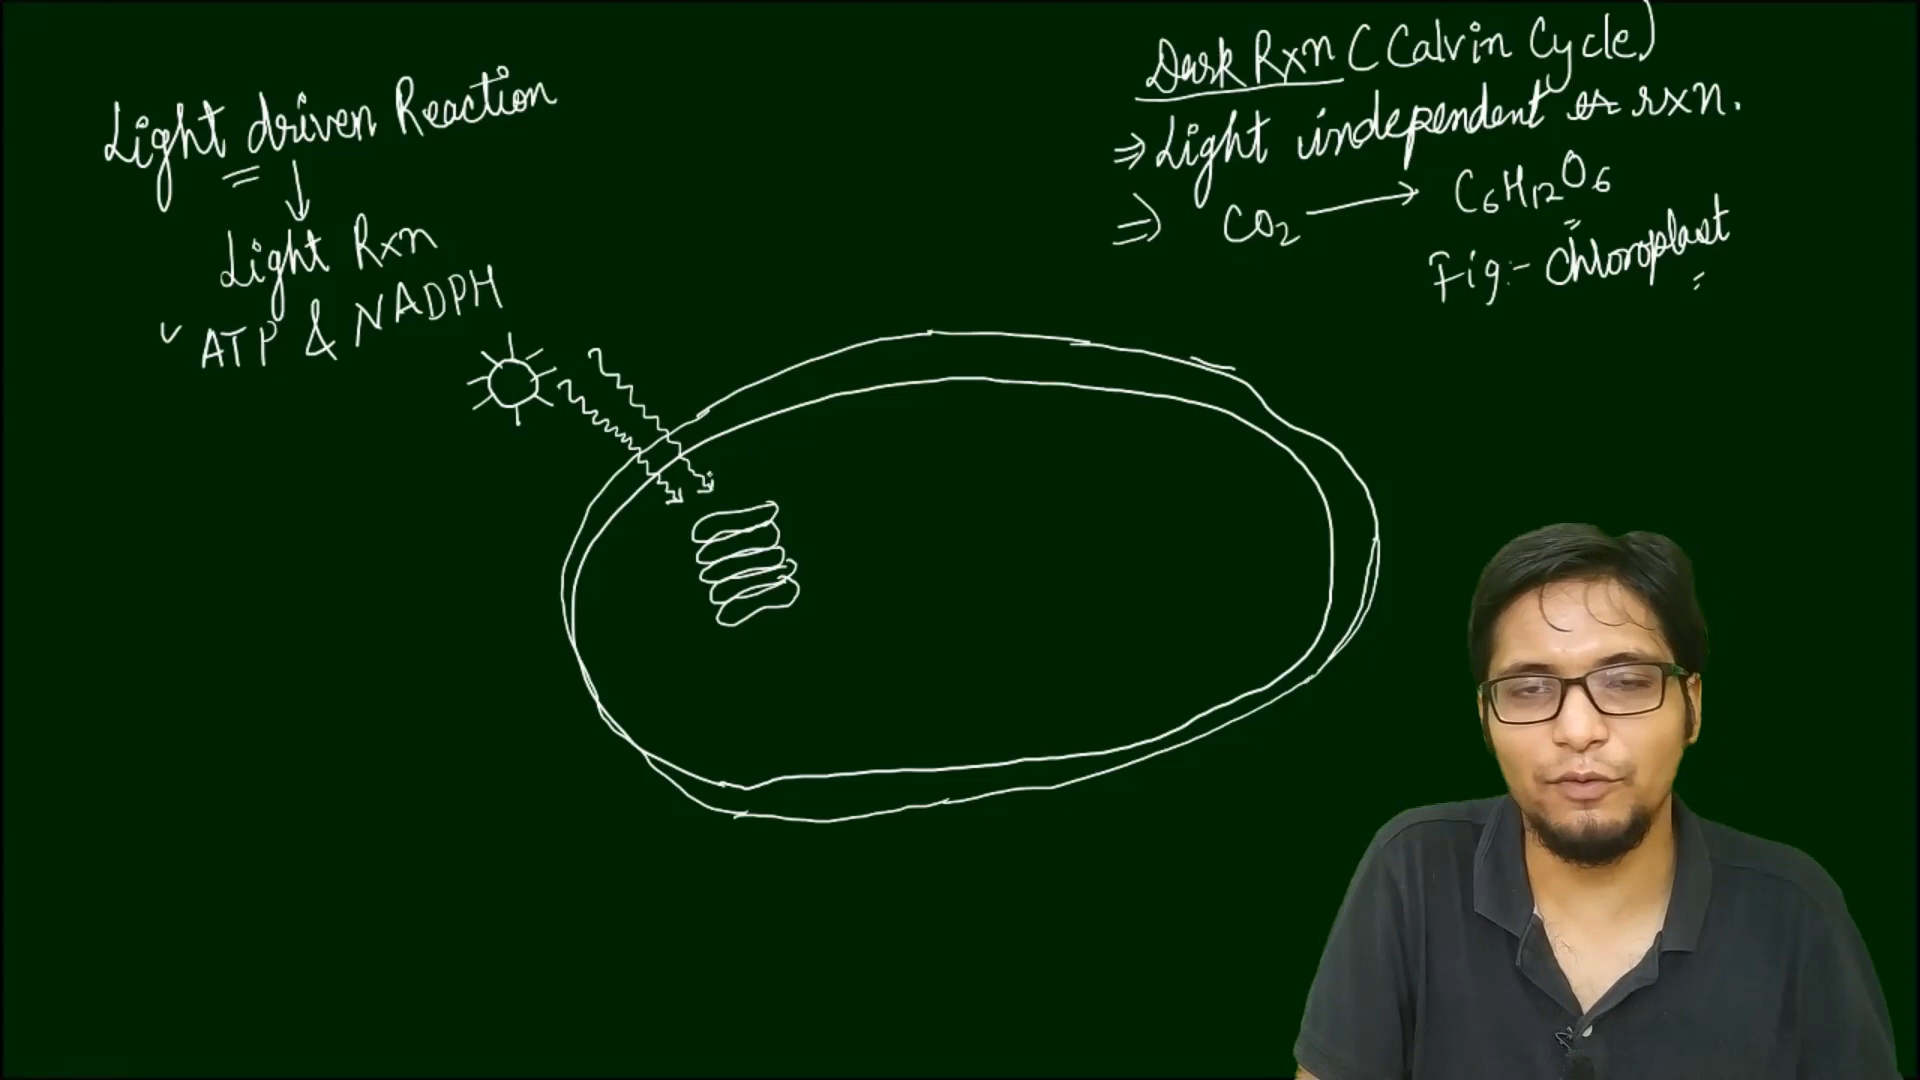 Light driven Reaction
Light Rxn
ATP & NADPH
Dark Rxn (Calvin Cycle)
⇒ Light independent rxn.
⇒ CO₂ → C₆H₁₂O₆
Fig:- Chloroplast